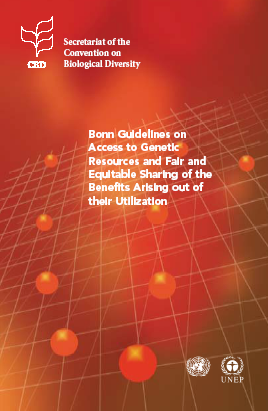 CBD
Secretariat of the
Convention on
Biological Diversity
Bonn Guidelines on
Access to Genetic
Resources and Fair and
Equitable Sharing of the
Benefits Arising out of
their Utilization
UNEP